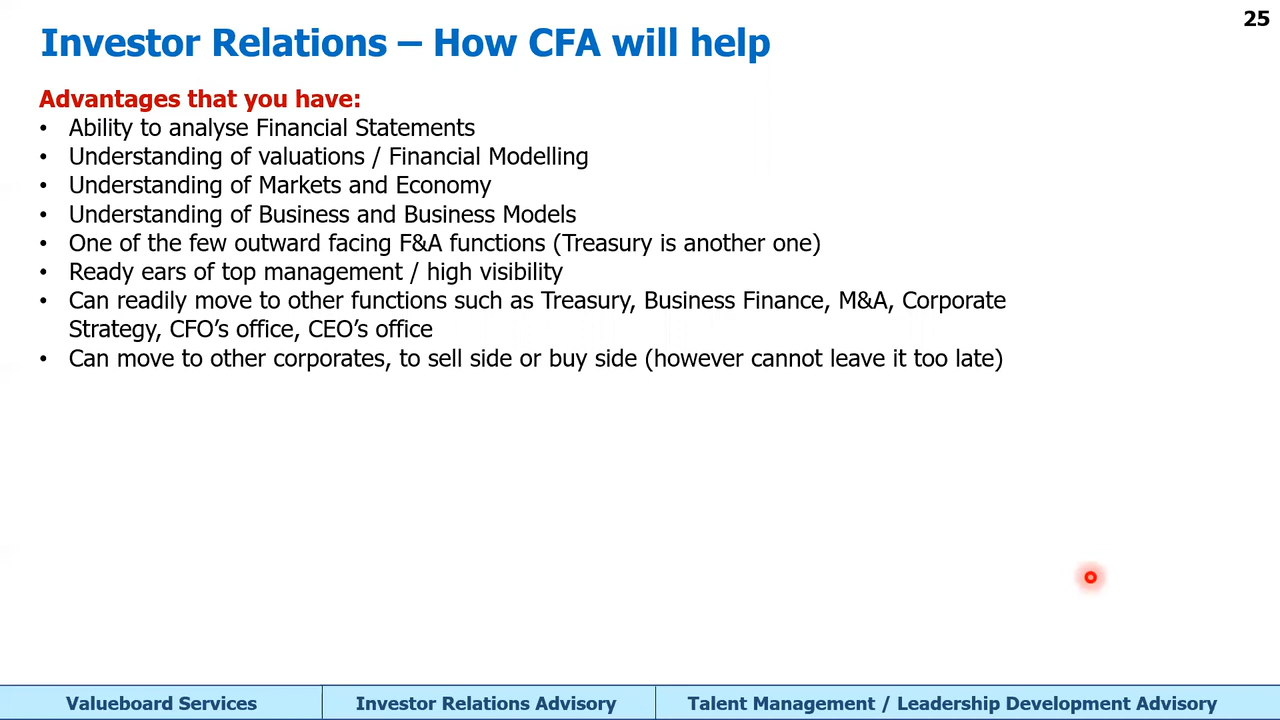 25
Investor Relations – How CFA will help
Advantages that you have:
• Ability to analyse Financial Statements
• Understanding of valuations / Financial Modelling
• Understanding of Markets and Economy
• Understanding of Business and Business Models
• One of the few outward facing F&A functions (Treasury is another one)
• Ready ears of top management / high visibility
• Can readily move to other functions such as Treasury, Business Finance, M&A, Corporate
Strategy, CFO’s office, CEO’s office
• Can move to other corporates, to sell side or buy side (however cannot leave it too late)
Valueboard Services
Investor Relations Advisory
Talent Management / Leadership Development Advisory